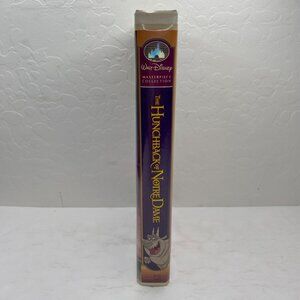 Walt Disney
MASTERPIECE
COLLECTION
THE HUNCHBACK OF NOTRE DAME